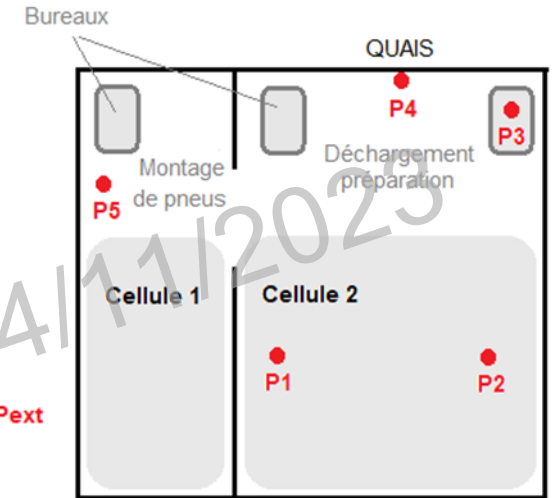 Bureaux
QUAIS
P4
P3
Déchargement
préparation
Montage
de pneus
P5
4/11/2023
Cellule 1
Cellule 2
P1
P2
Pext